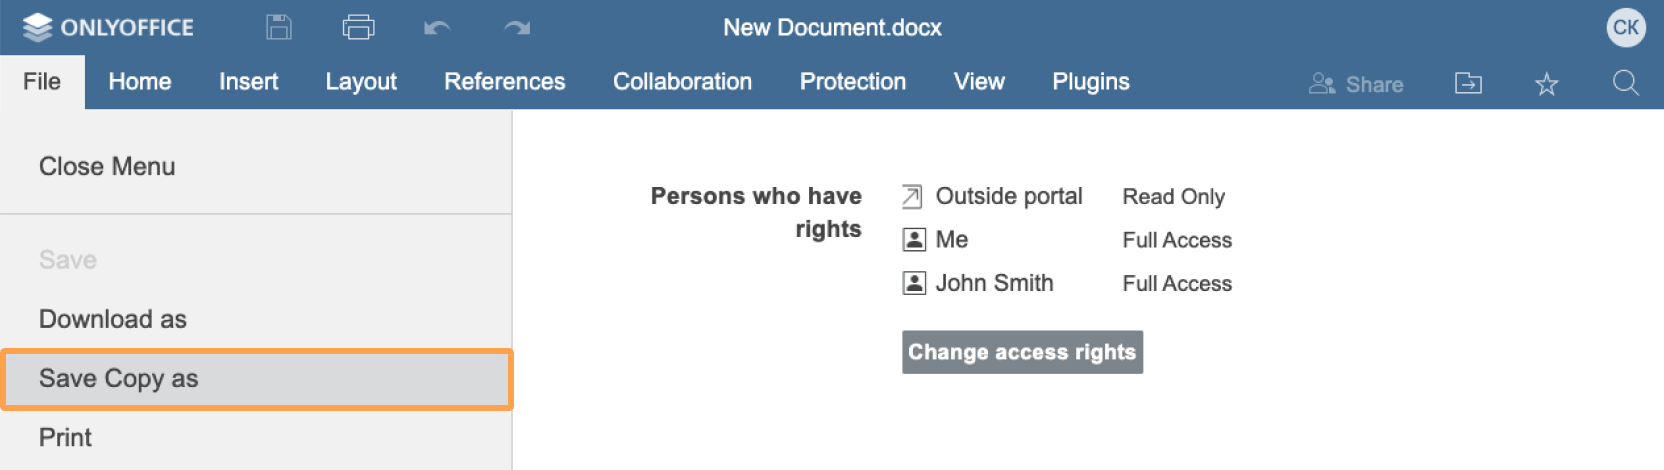 ONLYOFFICE
New Document.docx
CK
File Home Insert Layout References Collaboration Protection View Plugins Share
Close Menu
Save
Download as
Save Copy as
Print
Persons who have
rights
Outside portal Read Only
Me Full Access
John Smith Full Access
Change access rights